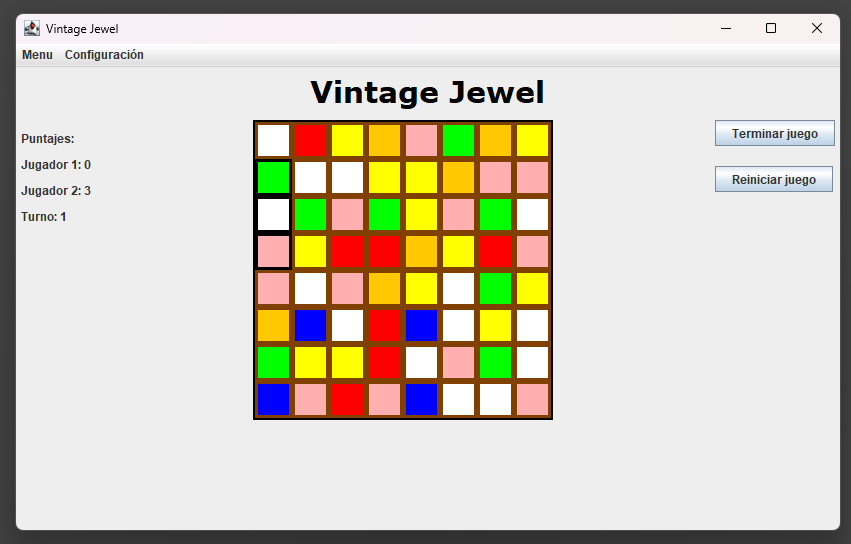 Vintage Jewel
Menu Configuración
Vintage Jewel
Puntajes:
Jugador 1: 0
Jugador 2: 3
Turno: 1
Terminar juego
Reiniciar juego